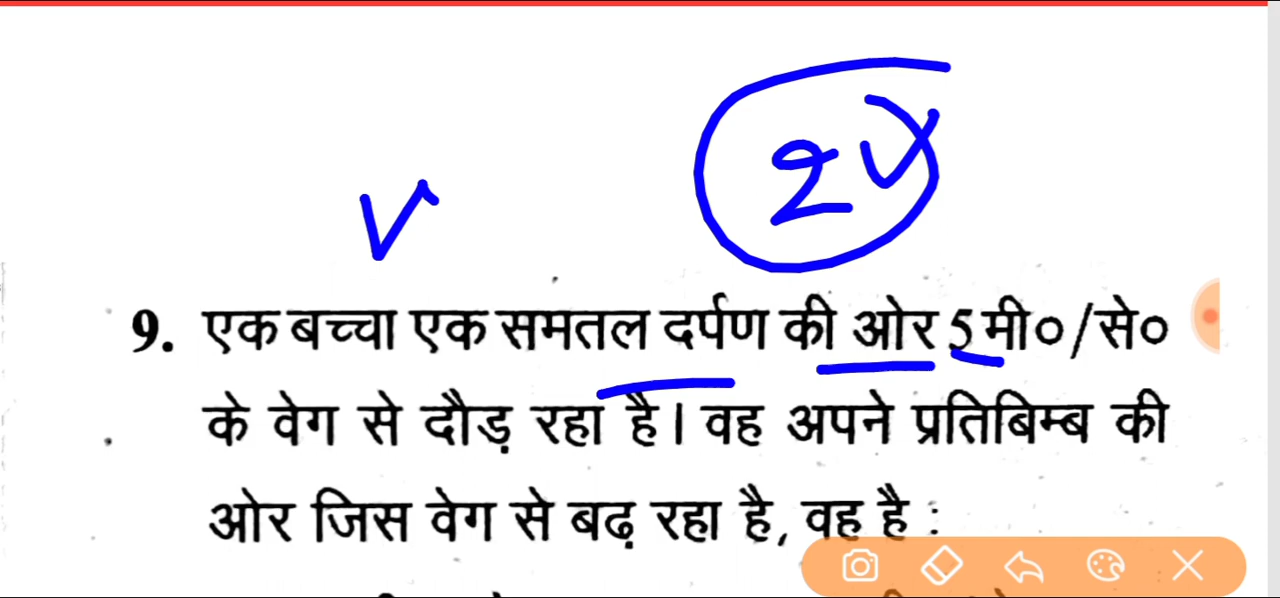 2v
v
9. एक बच्चा एक समतल दर्पण की ओर 5 मी०/से०
के वेग से दौड़ रहा है। वह अपने प्रतिबिम्ब की
ओर जिस वेग से बढ़ रहा है, वह है :